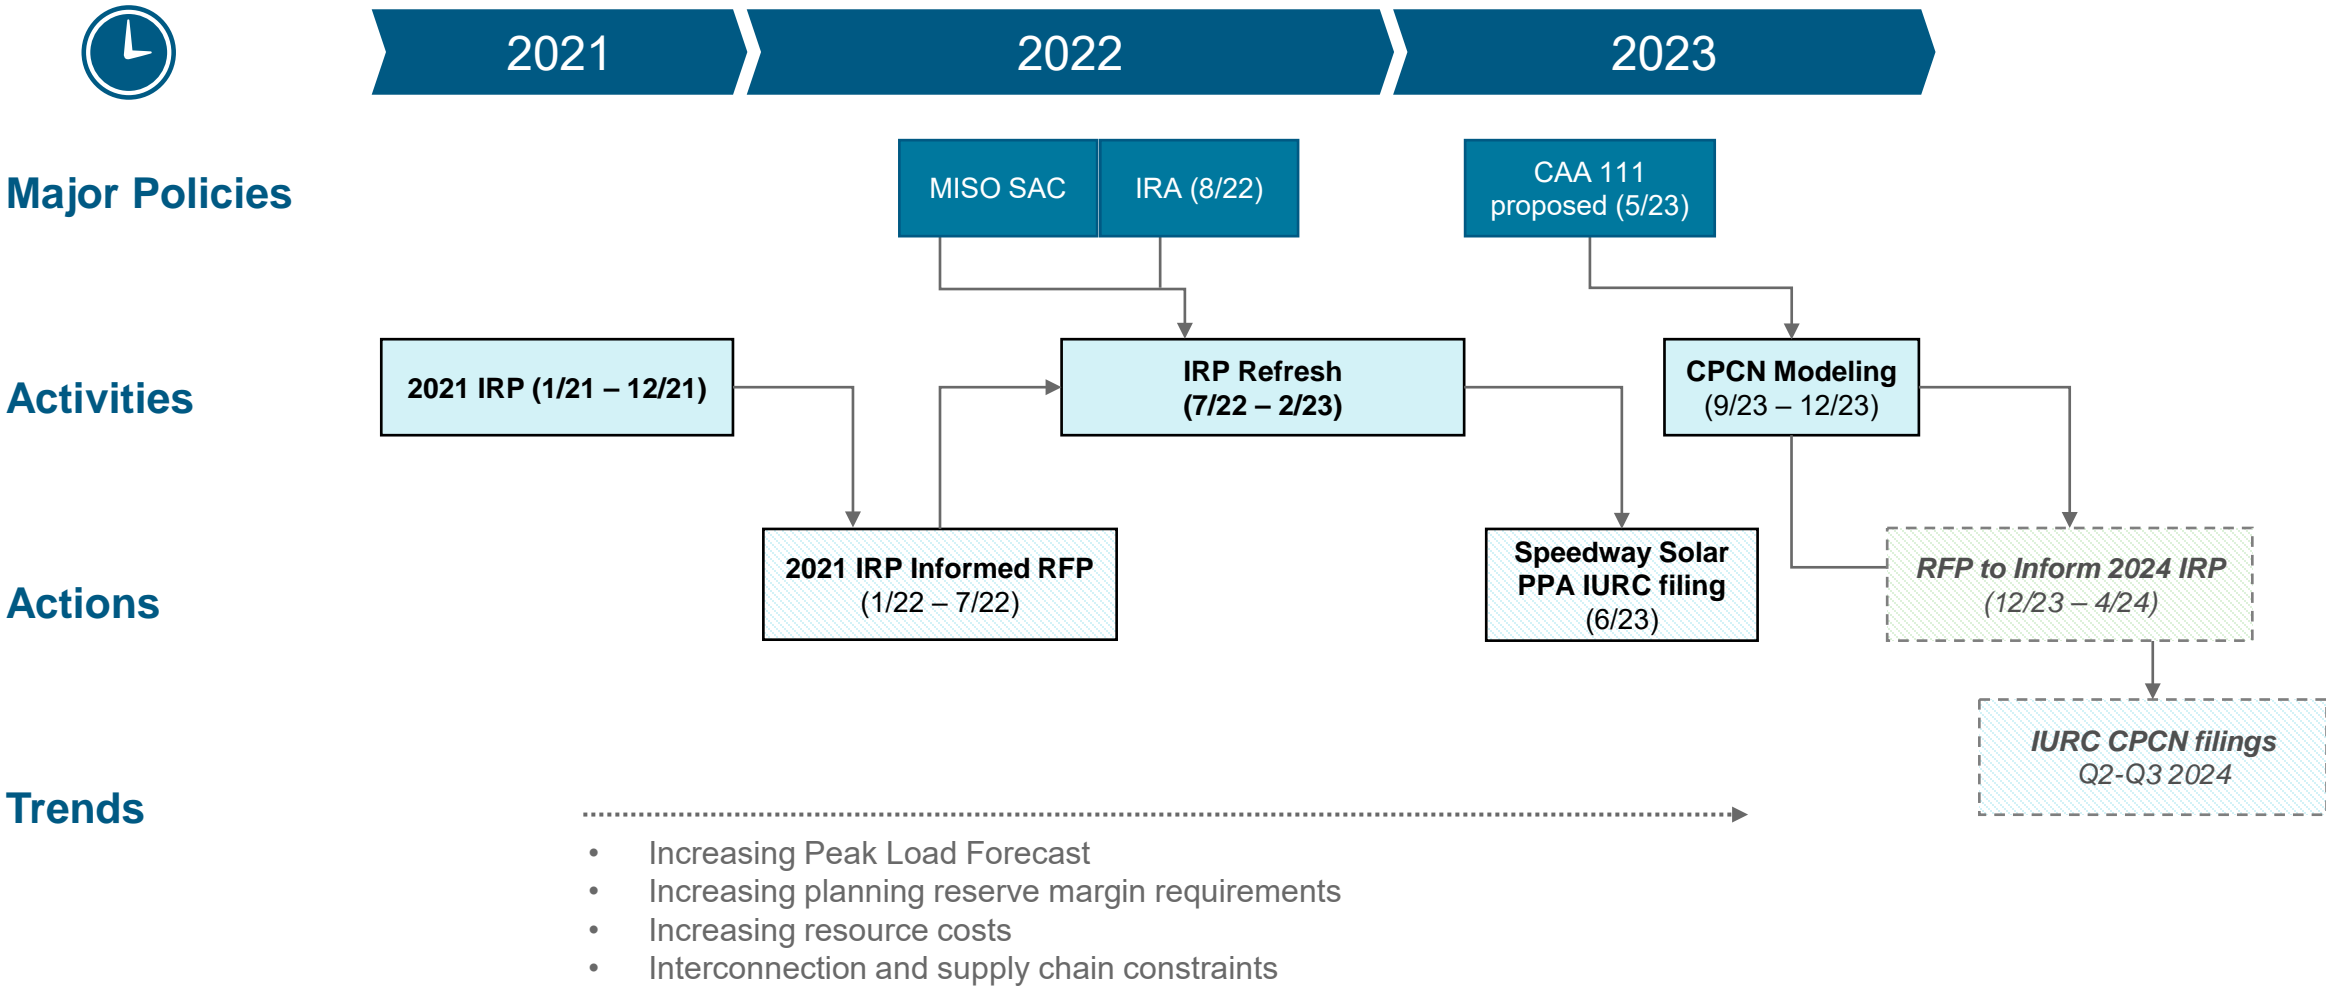 2021
2022
2023
Major Policies
MISO SAC
IRA (8/22)
CAA 111
proposed (5/23)
Activities
2021 IRP (1/21 – 12/21)
IRP Refresh
(7/22 – 2/23)
CPCN Modeling
(9/23 – 12/23)
Actions
2021 IRP Informed RFP
(1/22 – 7/22)
Speedway Solar
PPA IURC filing
(6/23)
RFP to Inform 2024 IRP
(12/23 – 4/24)
IURC CPCN filings
Q2-Q3 2024
Trends
• Increasing Peak Load Forecast
• Increasing planning reserve margin requirements
• Increasing resource costs
• Interconnection and supply chain constraints